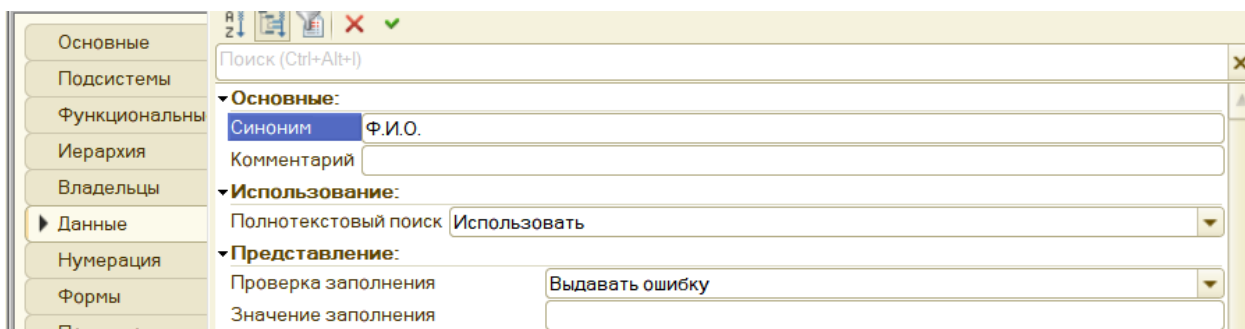 Основные
Подсистемы
Функциональны
Иерархия
Владельцы
Данные
Нумерация
Формы
A
Z
Поиск (Ctrl+Alt+I)
Основные:
Синоним Ф.И.О.
Комментарий
Использование:
Полнотекстовый поиск Использовать
Представление:
Проверка заполнения Выдавать ошибку
Значение заполнения